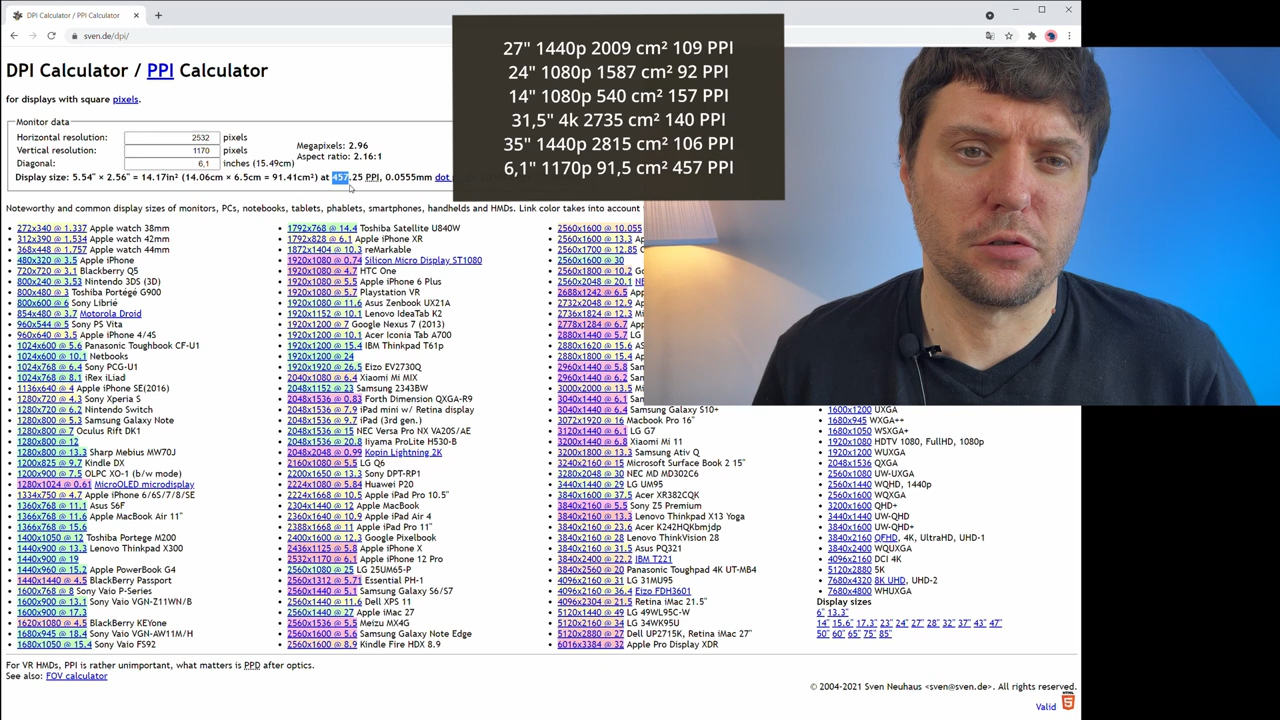 DPI Calculator / PPI Calculator
sven.de/dpi/
27" 1440p 2009 cm² 109 PPI
24" 1080p 1587 cm² 92 PPI
14" 1080p 540 cm² 157 PPI
31,5" 4k 2735 cm² 140 PPI
35" 1440p 2815 cm² 106 PPI
6,1" 1170p 91,5 cm² 457 PPI
DPI Calculator / PPI Calculator
for displays with square pixels.
Monitor data
Horizontal resolution: 2532 pixels
Vertical resolution: 1170 pixels
Diagonal: 6,1 inches (15.49cm)
Megapixels: 2.96
Aspect ratio: 2.16:1
Display size: 5.54" × 2.56" = 14.17in² (14.06cm × 6.5cm = 91.41cm²) at 457.25 PPI, 0.0555mm dot
Noteworthy and common display sizes of monitors, PCs, notebooks, tablets, phablets, smartphones, handhelds and HMDs. Link color takes into account
272x340 @ 1.337 Apple watch 38mm
312x390 @ 1.534 Apple watch 42mm
368x448 @ 1.757 Apple watch 44mm
480x320 @ 3.5 iPhone
720x720 @ 3.1 Blackberry Q5
800x240 @ 3.53 Nintendo 3DS (3D)
800x480 @ 3 Toshiba Portégé G900
800x600 @ 6 Sony Librié
854x480 @ 3.7 Motorola Droid
960x544 @ 5 Sony PS Vita
960x640 @ 3.5 Apple iPhone 4/4S
1024x600 @ 5.6 Panasonic Toughbook CF-U1
1024x600 @ 10.1 Netbooks
1024x768 @ 6.4 Sony PCG-U1
1024x768 @ 8.1 iRex iLiad
1136x640 @ 4 Apple iPhone SE(2016)
1280x720 @ 4.3 Sony Xperia S
1280x720 @ 6.2 Nintendo Switch
1280x800 @ 5.3 Samsung Galaxy Note
1280x800 @ 7 Oculus Rift DK1
1280x800 @ 12
1280x800 @ 13.3 Sharp Mebius MW70J
1200x825 @ 9.7 Kindle DX
1200x900 @ 7.5 OLPC XO-1 (b/w mode)
1280x1024 @ 0.61 MicroOLED microdisplay
1334x750 @ 4.7 Apple iPhone 6/6S/7/8/SE
1360x768 @ 11.1 Asus S6F
1366x768 @ 11.6 Apple MacBook Air 11"
1366x768 @ 15.6
1400x1050 @ 12 Toshiba Portege M200
1440x900 @ 13.3 Lenovo Thinkpad X300
1440x900 @ 19
1440x960 @ 15.2 Apple PowerBook G4
1440x1440 @ 4.5 BlackBerry Passport
1600x768 @ 8 Sony Vaio P-Series
1600x900 @ 13.1 Sony Vaio VGN-Z11WN/B
1600x900 @ 17.3
1620x1080 @ 4.5 BlackBerry KEYone
1680x945 @ 18.4 Sony Vaio VGN-AW11M/H
1680x1050 @ 15.4 Sony Vaio FS92
1792x768 @ 14.4 Toshiba Satellite U840W
1792x828 @ 6.1 Apple iPhone XR
1872x1404 @ 10.3 reMarkable
1920x1080 @ 0.74 Silicon Micro Display ST1080
1920x1080 @ 4.7 HTC One
1920x1080 @ 5.5 Apple iPhone 6 Plus
1920x1080 @ 5.7 Playstation VR
1920x1080 @ 11.6 Asus Zenbook UX21A
1920x1152 @ 10.1 Lenovo IdeaTab K2
1920x1200 @ 7 Google Nexus 7 (2013)
1920x1200 @ 10.1 Acer Iconia Tab A700
1920x1200 @ 15.4 IBM Thinkpad T61p
1920x1200 @ 24
1920x1920 @ 26.5 Eizo EV2730Q
2040x1080 @ 6.4 Xiaomi Mi MIX
2048x1152 @ 23 Samsung 2343BW
2048x1536 @ 0.83 Forth Dimension QXGA-R9
2048x1536 @ 7.9 iPad mini w/ Retina display
2048x1536 @ 9.7 iPad (3rd gen.)
2048x1536 @ 15 NEC Versa Pro NX VA20S/AE
2048x1536 @ 20.8 Iiyama ProLite H530-B
2048x2048 @ 0.99 Kopin Lightning 2K
2160x1080 @ 5.5 LG Q6
2200x1650 @ 13.3 Sony DPT-RP1
2224x1080 @ 5.84 Huawei P20
2224x1668 @ 10.5 Apple iPad Pro 10.5"
2304x1440 @ 12 MacBook
2360x1640 @ 10.9 Apple iPad Air 4
2388x1668 @ 11 Apple iPad Pro 11"
2400x1600 @ 12.3 Google Pixelbook
2436x1125 @ 5.8 Apple iPhone X
2532x1170 @ 6.1 Apple iPhone 12 Pro
2560x1080 @ 25 LG 25UM65-P
2560x1312 @ 5.71 Essential PH-1
2560x1440 @ 5.1 Samsung Galaxy S6/S7
2560x1440 @ 11.6 Dell XPS 11
2560x1440 @ 27 Apple iMac 27
2560x1536 @ 5.5 Meizu MX4G
2560x1600 @ 5.6 Samsung Galaxy Note Edge
2560x1600 @ 8.9 Kindle Fire HDX 8.9
2560x1600 @ 10.055
2560x1600 @ 13.3 Ap
2560x1700 @ 12.85
2560x1600 @ 30
2560x1800 @ 10.2
2560x2048 @ 20.1 NE
2688x1242 @ 6.5 Ap
2732x2048 @ 12.9 A
2736x1824 @ 12.3 M
2778x1284 @ 6.7 Ap
2880x1440 @ 5.7 LG
2880x1620 @ 15.6 AS
2880x1800 @ 15.4 A
2960x1440 @ 5.8 Sam
2960x1440 @ 6.2 Sam
3000x2000 @ 13.5 Mi
3040x1440 @ 6.1 Sam
3040x1440 @ 6.4 Samsung Galaxy S10+
3072x1920 @ 16 Macbook Pro 16"
3120x1440 @ 6.1 LG G7
3200x1440 @ 6.8 Xiaomi Mi 11
3200x1800 @ 13.3 Samsung Ativ Q
3240x2160 @ 15 Microsoft Surface Book 2 15"
3280x2048 @ 30 NEC MD MD302C6
3440x1440 @ 29 LG UM95
3840x1600 @ 37.5 Acer XR382CQK
3840x2160 @ 5.5 Sony Z5 Premium
3840x2160 @ 13.3 Lenovo Thinkpad X13 Yoga
3840x2160 @ 23.6 Acer K242HQKbmjdp
3840x2160 @ 28 Lenovo ThinkVision 28
3840x2160 @ 31.5 Asus PQ321
3840x2400 @ 22.2 IBM T221
3840x2560 @ 20 Panasonic Toughpad 4K UT-MB4
4096x2160 @ 31 LG 31MU95
4096x2160 @ 36.4 Eizo FDH3601
4096x2304 @ 21.5 Retina iMac 21.5"
5120x1440 @ 49 LG 49WL95C-W
5120x2160 @ 34 LG 34WK95U
5120x2880 @ 27 Dell UP2715K, Retina iMac 27"
6016x3384 @ 32 Apple Pro Display XDR
1600x1200 UXGA
1680x945 WXGA++
1680x1050 WSXGA+
1920x1080 HDTV 1080, FullHD, 1080p
1920x1200 WUXGA
2048x1536 QXGA
2560x1080 UW-UXGA
2560x1440 WQHD, 1440p
2560x1600 WQXGA
3200x1600 QHD+
3440x1440 UW-QHD
3840x1600 UW-QHD+
3840x2160 QFHD, 4K, UltraHD, UHD-1
3840x2400 WQUXGA
4096x2160 DCI 4K
5120x2880 5K
7680x4320 8K UHD, UHD-2
7680x4800 WHUXGA
Display sizes
6" 13.3"
14" 15.6" 17.3" 23" 24" 27" 28" 32" 37" 43" 47"
50" 60" 65" 75" 85"
For VR HMDs, PPI is rather unimportant, what matters is PPD after optics.
See also: FOV calculator
© 2004-2021 Sven Neuhaus <sven@sven.de>. All rights reserved.
Valid